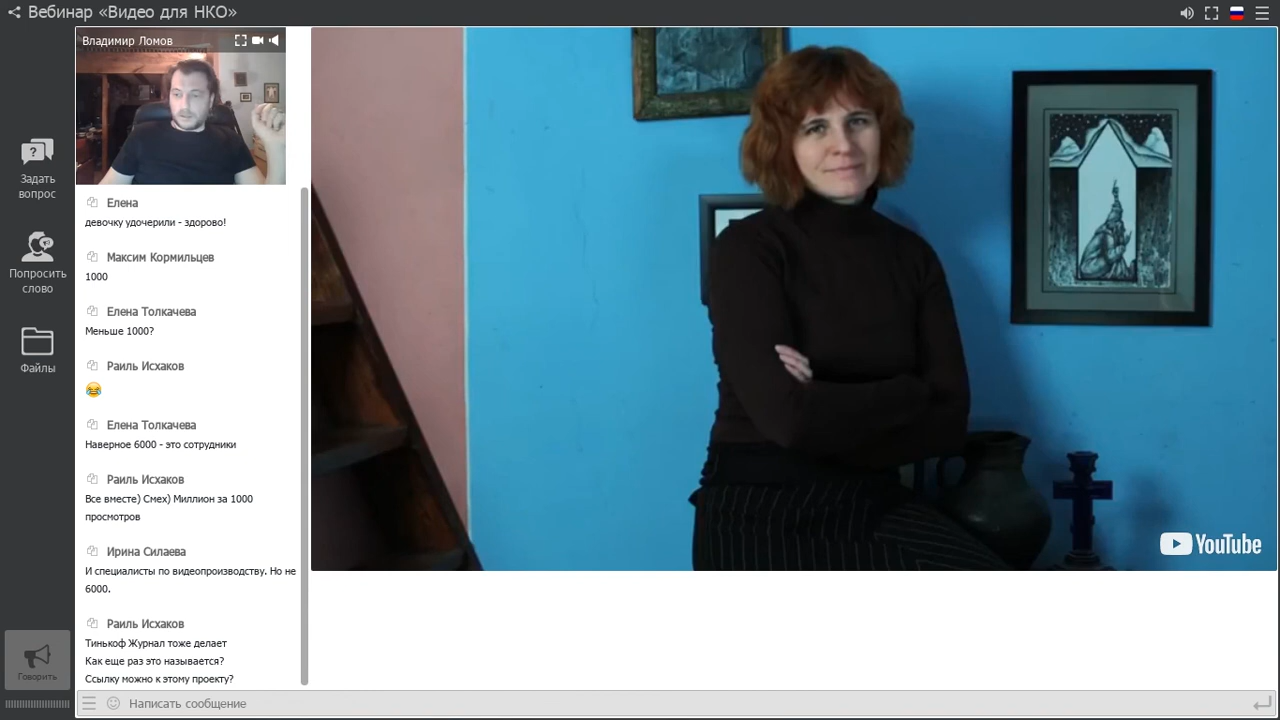 Вебинар «Видео для НКО»
Владимир Ломов
Задать
вопрос
Попросить
слово
Файлы
Говорить
Елена
девочку удочерили - здорово!
Максим Кормильцев
1000
Елена Толкачева
Меньше 1000?
Раиль Исхаков
Елена Толкачева
Наверное 6000 - это сотрудники
Раиль Исхаков
Все вместе) Смех) Миллион за 1000
просмотров
Ирина Силаева
И специалисты по видеопроизводству. Но не
6000.
Раиль Исхаков
Тинькоф Журнал тоже делает
Как еще раз это называется?
Ссылку можно к этому проекту?
Написать сообщение
YouTube